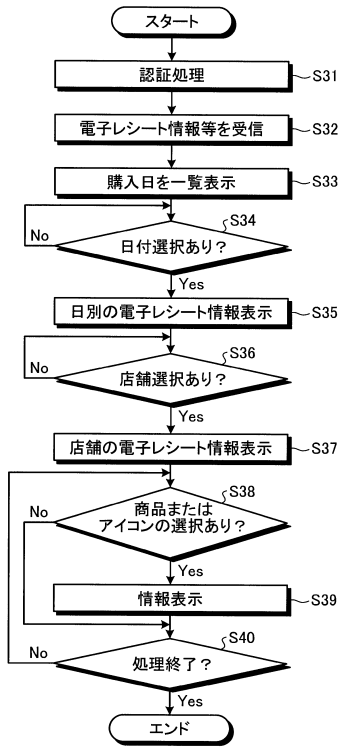 スタート
認証処理 S31
電子レシート情報等を受信 S32
購入日を一覧表示 S33
S34
No
日付選択あり？
Yes
日別の電子レシート情報表示 S35
S36
No
店舗選択あり？
Yes
店舗の電子レシート情報表示 S37
S38
No
商品または
アイコンの選択あり？
Yes
情報表示 S39
S40
No
処理終了？
Yes
エンド